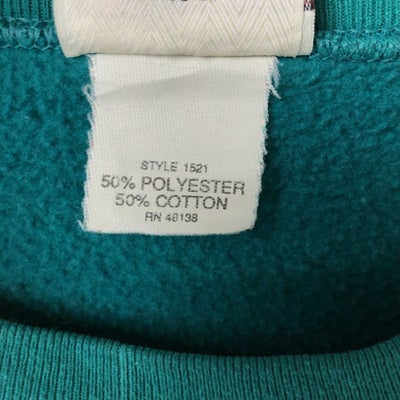 STYLE 1521
50% POLYESTER
50% COTTON
RN 48138